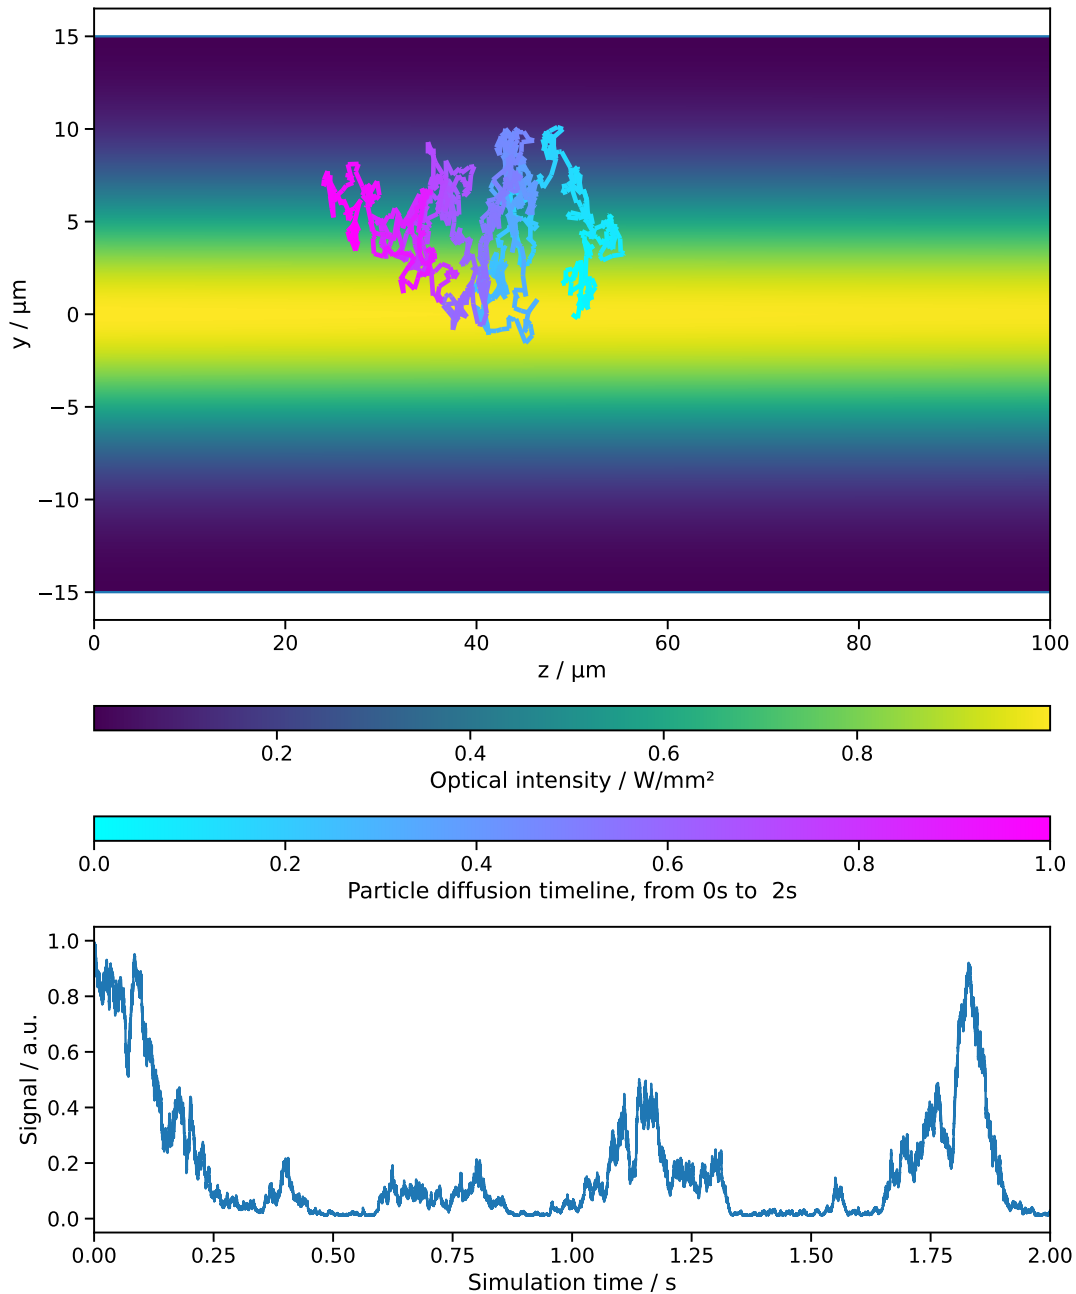 15
10
5
0
−5
−10
−15
y / μm
0 20 40 60 80 100
z / μm
0.2 0.4 0.6 0.8
Optical intensity / W/mm²
0.0 0.2 0.4 0.6 0.8 1.0
Particle diffusion timeline, from 0s to  2s
1.0
0.8
0.6
0.4
0.2
0.0
Signal / a.u.
0.00 0.25 0.50 0.75 1.00 1.25 1.50 1.75 2.00
Simulation time / s